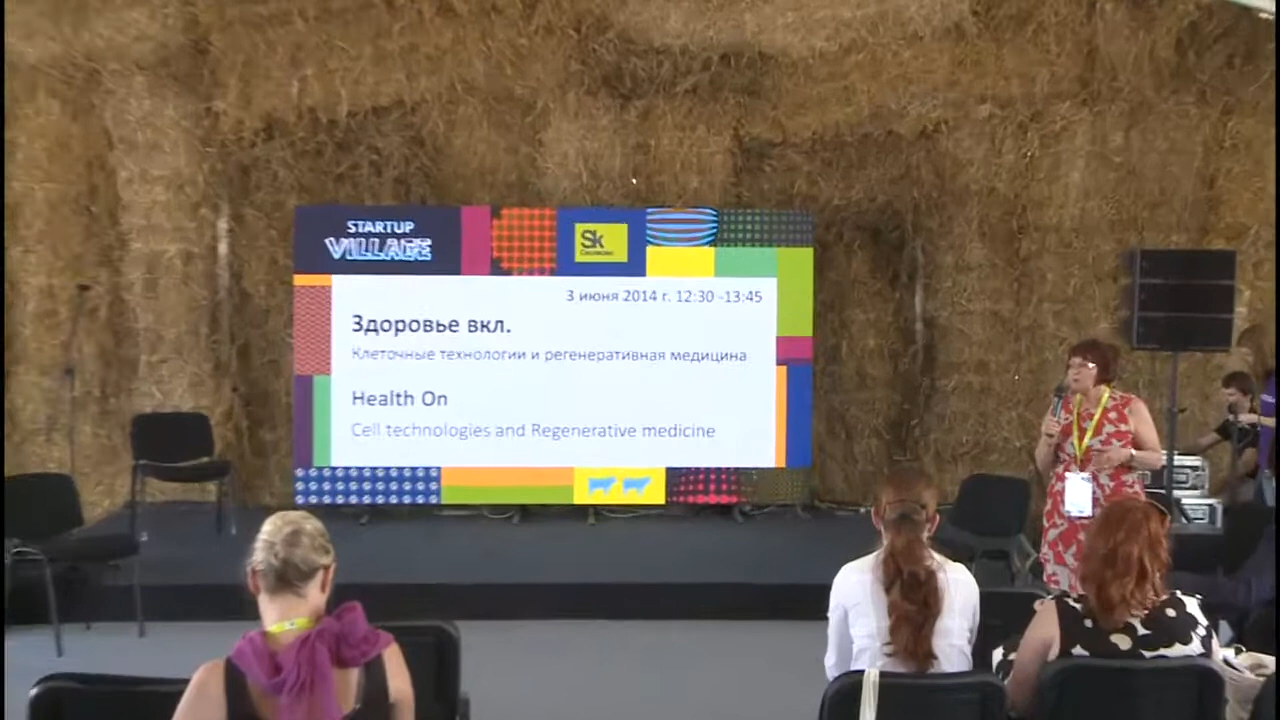 STARTUP
VILLAGE
Sk
Сколково
3 июня 2014 г. 12:30 -13:45
Здоровье вкл.
Клеточные технологии и регенеративная медицина
Health On
Cell technologies and Regenerative medicine